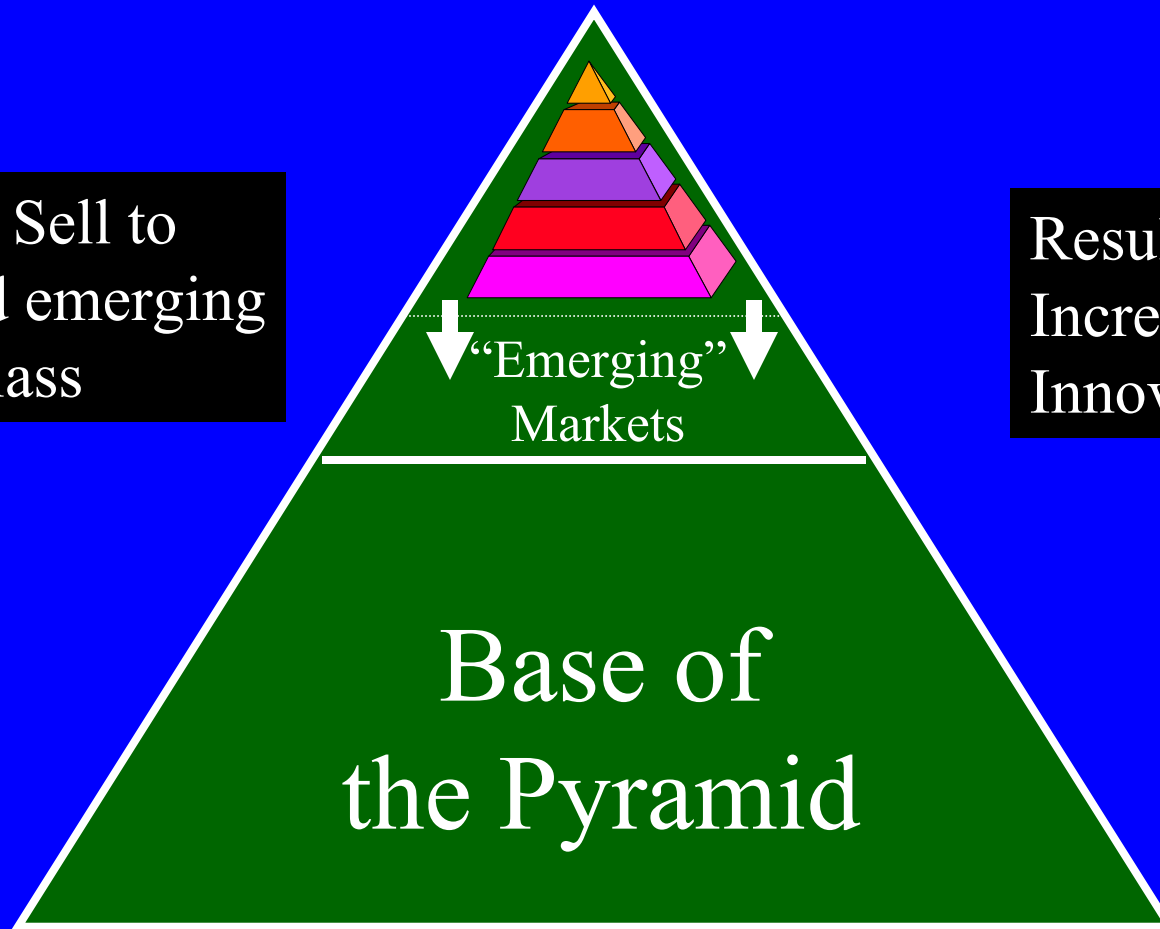 Sell to
emerging
“Emerging”
Markets
Base of
the Pyramid